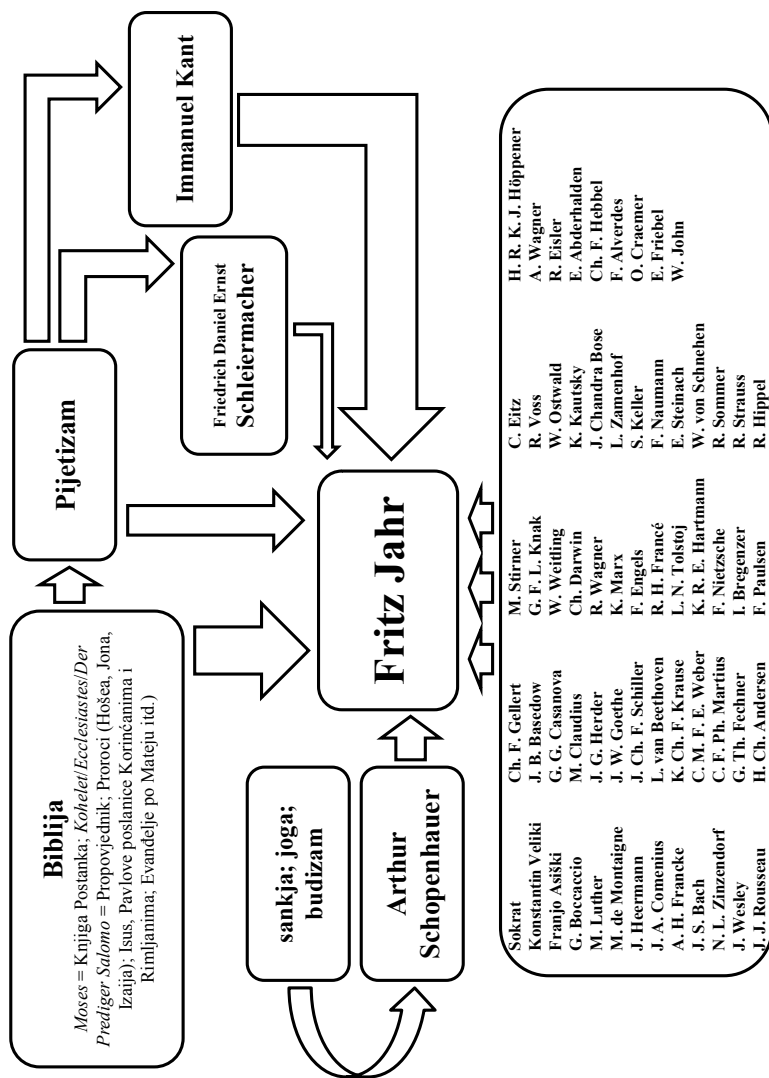 Biblija
Moses = Knjiga Postanka; Kohelet/Ecclesiastes/Der
Prediger Salomo = Propovjednik; Proroci (Hošea, Jona,
Izaija); Isus, Pavlove poslanice Korinćanima i
Rimljanima; Evanđelje po Mateju itd.)
Pijetizam
Immanuel Kant
Friedrich Daniel Ernst
Schleiermacher
sankja; joga;
budizam
Arthur
Schopenhauer
Fritz Jahr
Sokrat
Konstantin Veliki
Franjo Asiški
G. Boccaccio
M. Luther
M. de Montaigne
J. Heermann
J. A. Comenius
A. H. Francke
J. S. Bach
N. L. Zinzendorf
J. Wesley
J. J. Rousseau
Ch. F. Gellert
J. B. Basedow
G. G. Casanova
M. Claudius
J. G. Herder
J. W. Goethe
J. Ch. F. Schiller
L. van Beethoven
K. Ch. F. Krause
C. M. F. E. Weber
C. F. Ph. Martius
G. Th. Fechner
H. Ch. Andersen
M. Stirner
G. F. L. Knak
W. Weitling
Ch. Darwin
R. Wagner
K. Marx
F. Engels
R. H. Francé
L. N. Tolstoj
K. R. E. Hartmann
F. Nietzsche
I. Bregenzer
F. Paulsen
C. Eitz
R. Voss
W. Ostwald
K. Kautsky
J. Chandra Bose
L. Zamenhof
S. Keller
F. Naumann
E. Steinach
W. von Schnehen
R. Sommer
R. Strauss
R. Hippel
H. R. K. J. Höppener
A. Wagner
R. Eisler
E. Abderhalden
Ch. F. Hebbel
F. Alverdes
O. Craemer
E. Friebel
W. John